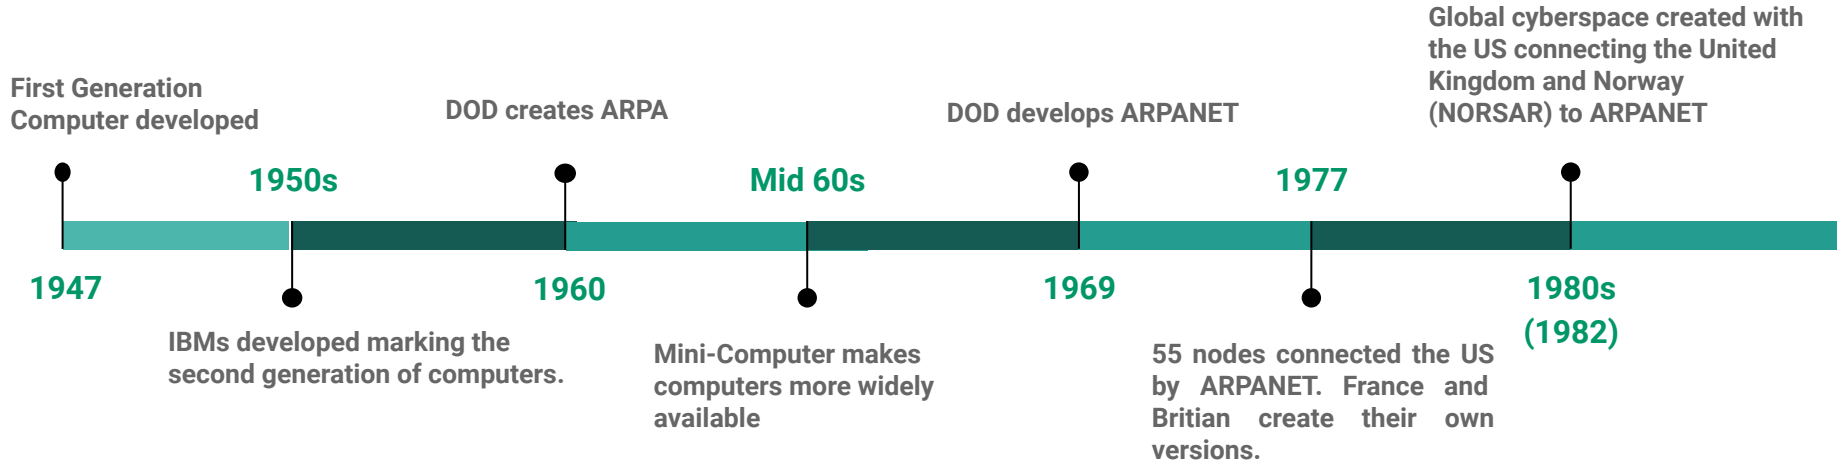 First Generation
Computer developed
1947
1950s
IBMs developed marking the
second generation of computers.
DOD creates ARPA
1960
Mid 60s
Mini-Computer makes
computers more widely
available
DOD develops ARPANET
1969
1977
55 nodes connected the US
by ARPANET. France and
Britian create their own
versions.
Global cyberspace created with
the US connecting the United
Kingdom and Norway
(NORSAR) to ARPANET
1980s
(1982)